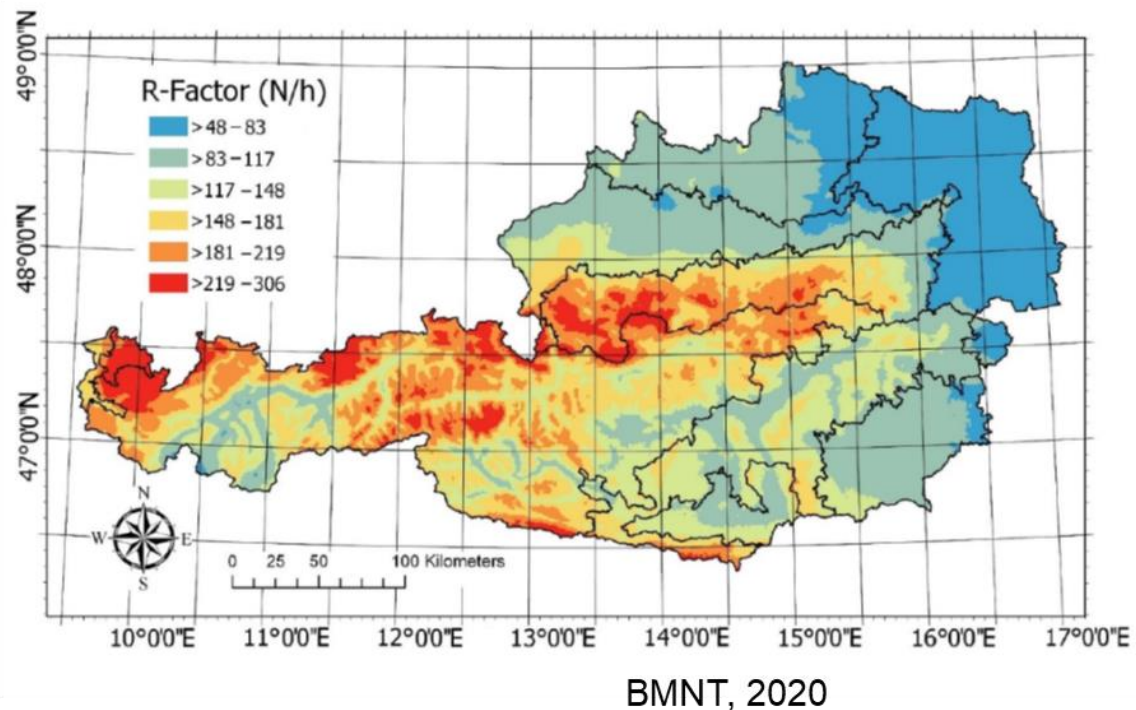 R-Factor (N/h)
>48 – 83
>83 – 117
>117 – 148
>148 – 181
>181 – 219
>219 – 306
49°0'0"N
48°0'0"N
47°0'0"N
N
W E
S
0 25 50 100 Kilometers
10°0'0"E 11°0'0"E 12°0'0"E 13°0'0"E 14°0'0"E 15°0'0"E 16°0'0"E 17°0'0"E
BMNT, 2020